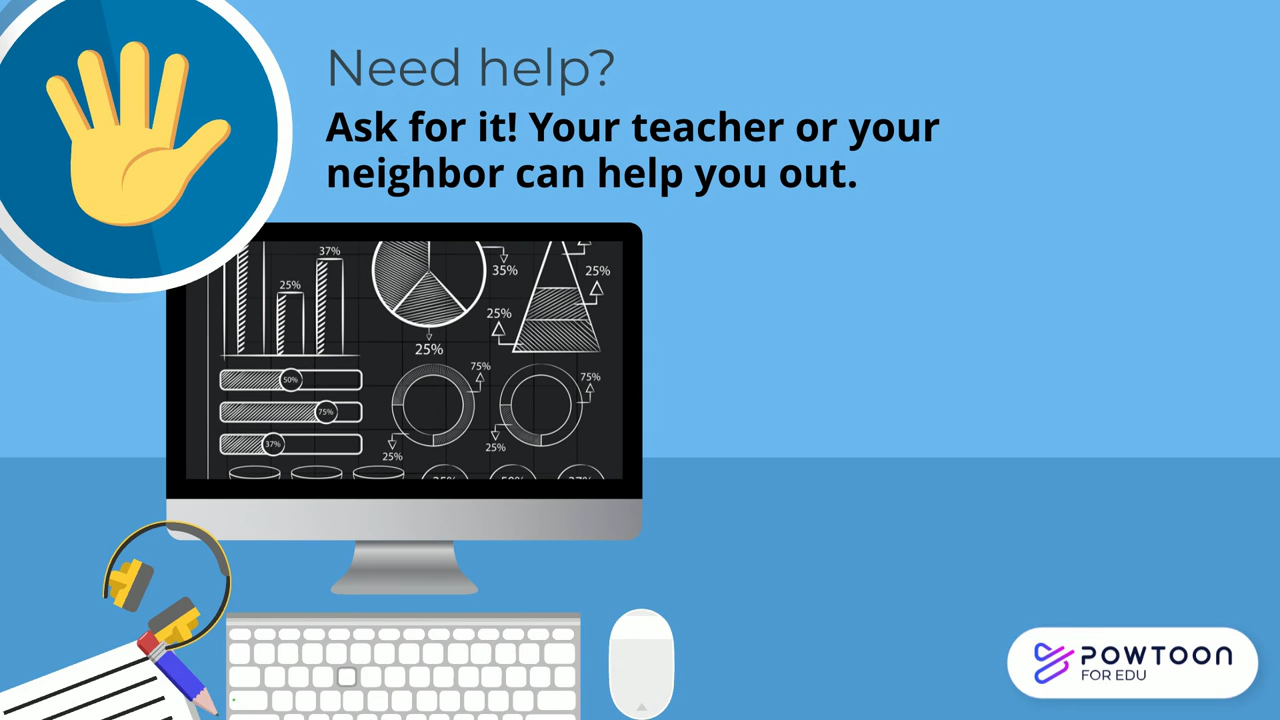 Need help?
Ask for it! Your teacher or your
neighbor can help you out.
37%
25%
35%
25%
25%
25%
50%
75%
37%
75%
25%
75%
25%
POWTOON
FOR EDU